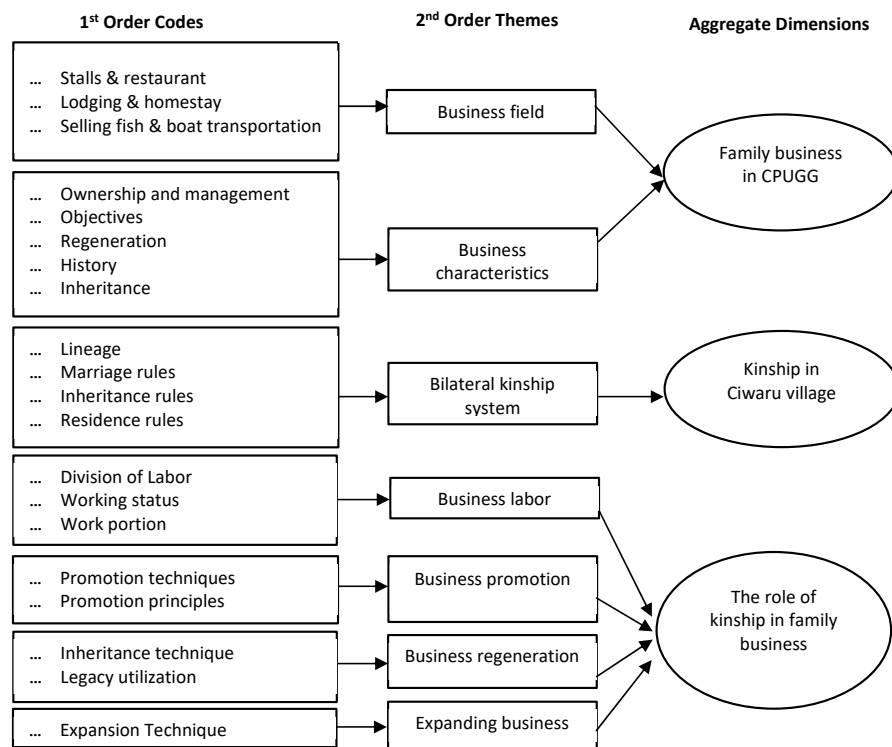 1st Order Codes
2nd Order Themes
Aggregate Dimensions
... Stalls & restaurant
... Lodging & homestay
... Selling fish & boat transportation
Business field
Family business
in CPUGG
... Ownership and management
... Objectives
... Regeneration
... History
... Inheritance
Business
characteristics
... Lineage
... Marriage rules
... Inheritance rules
... Residence rules
Bilateral kinship
system
Kinship in
Ciwaru village
... Division of Labor
... Working status
... Work portion
Business labor
... Promotion techniques
... Promotion principles
Business promotion
The role of
kinship in family
business
... Inheritance technique
... Legacy utilization
Business regeneration
... Expansion Technique
Expanding business